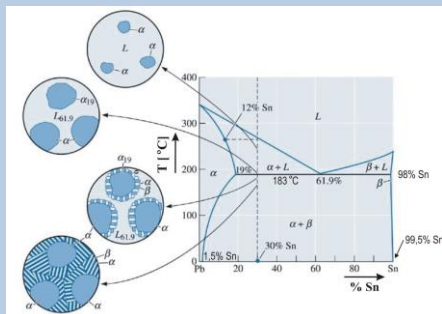 α
L
α
α
α₁₉
L₆₁.₉
α
α₁₉
α
β
L₆₁.₉
α
β
α
α
α
T [°C]
400
300
200
100
12% Sn
L
α
19%
α + L
183 °C
61.9%
β + L
β
98% Sn
α + β
1,5% Sn
30% Sn
99,5% Sn
Pb
20
40
60
80
Sn
% Sn